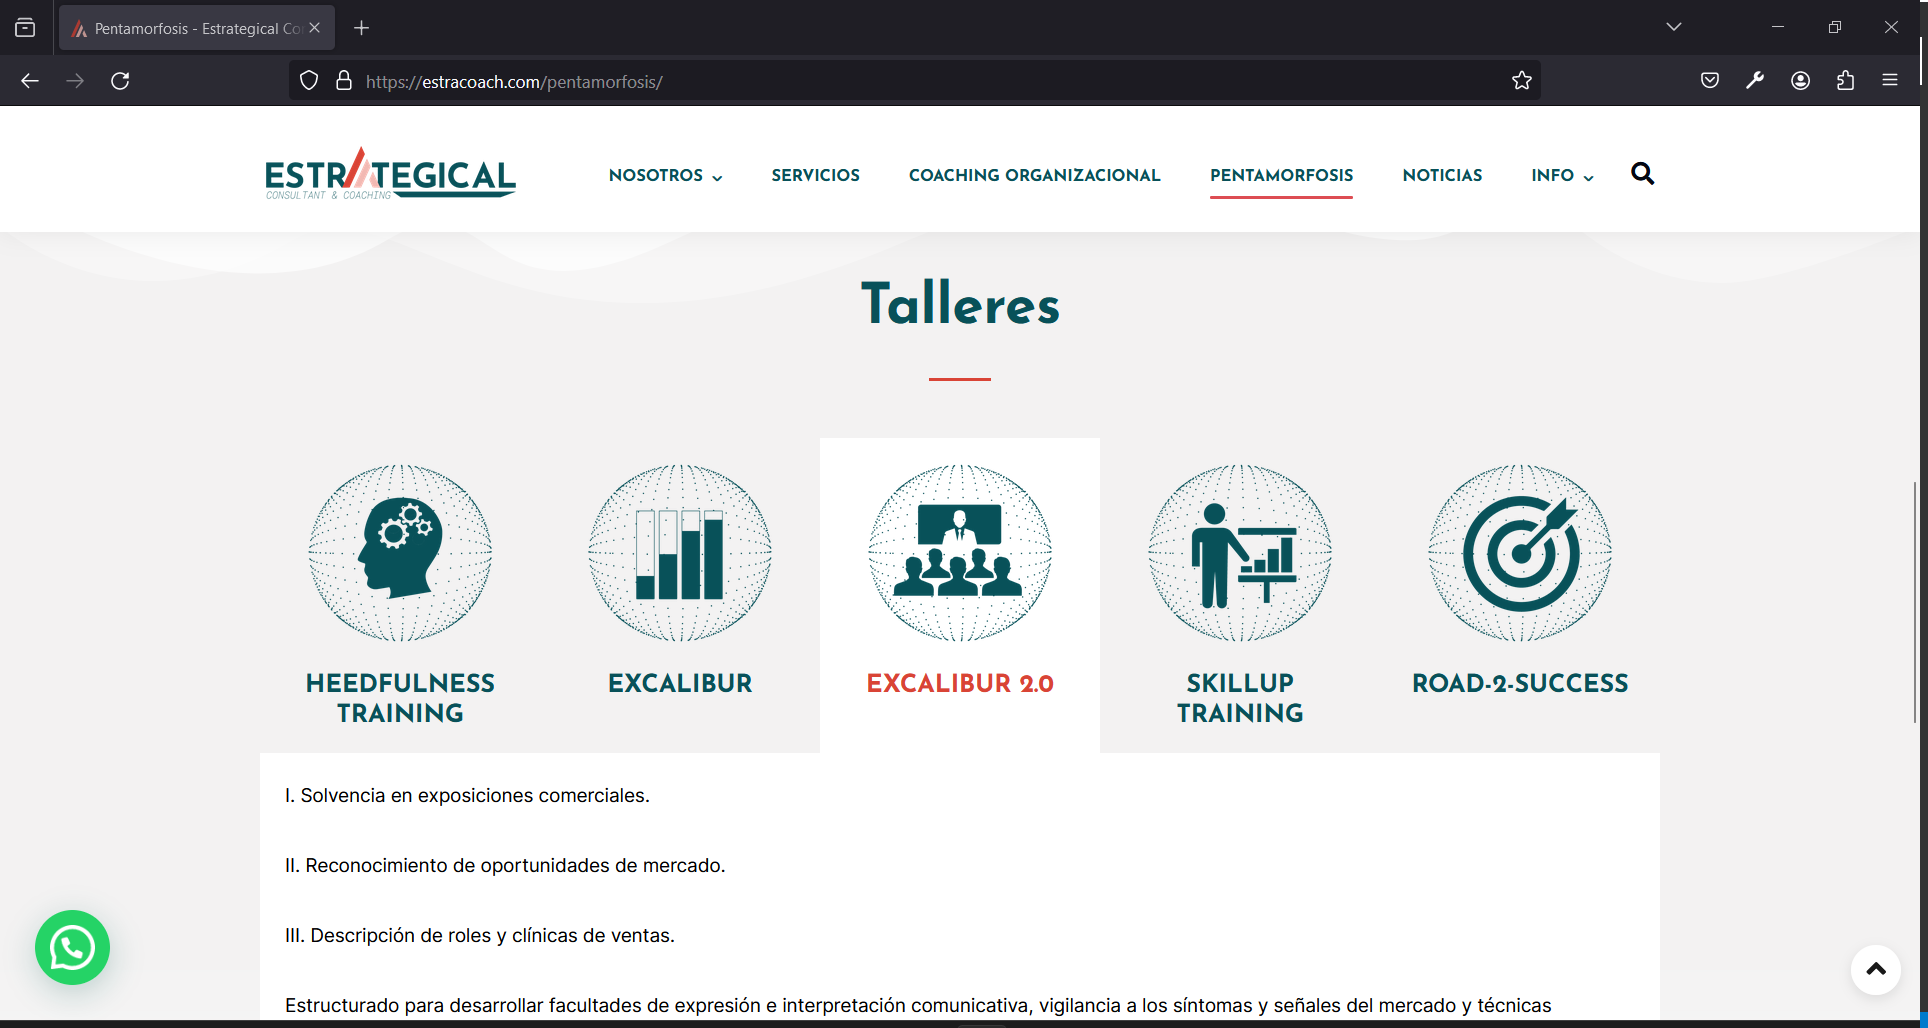 Pentamorfosis - Estrategical Co
https://estracoach.com/pentamorfosis/
ESTRATEGICAL
CONSULTANT & COACHING
NOSOTROS
SERVICIOS
COACHING ORGANIZACIONAL
PENTAMORFOSIS
NOTICIAS
INFO
Talleres
HEEDFULNESS
TRAINING
EXCALIBUR
EXCALIBUR 2.0
SKILLUP
TRAINING
ROAD-2-SUCCESS
I. Solvencia en exposiciones comerciales.
II. Reconocimiento de oportunidades de mercado.
III. Descripción de roles y clínicas de ventas.
Estructurado para desarrollar facultades de expresión e interpretación comunicativa, vigilancia a los síntomas y señales del mercado y técnicas